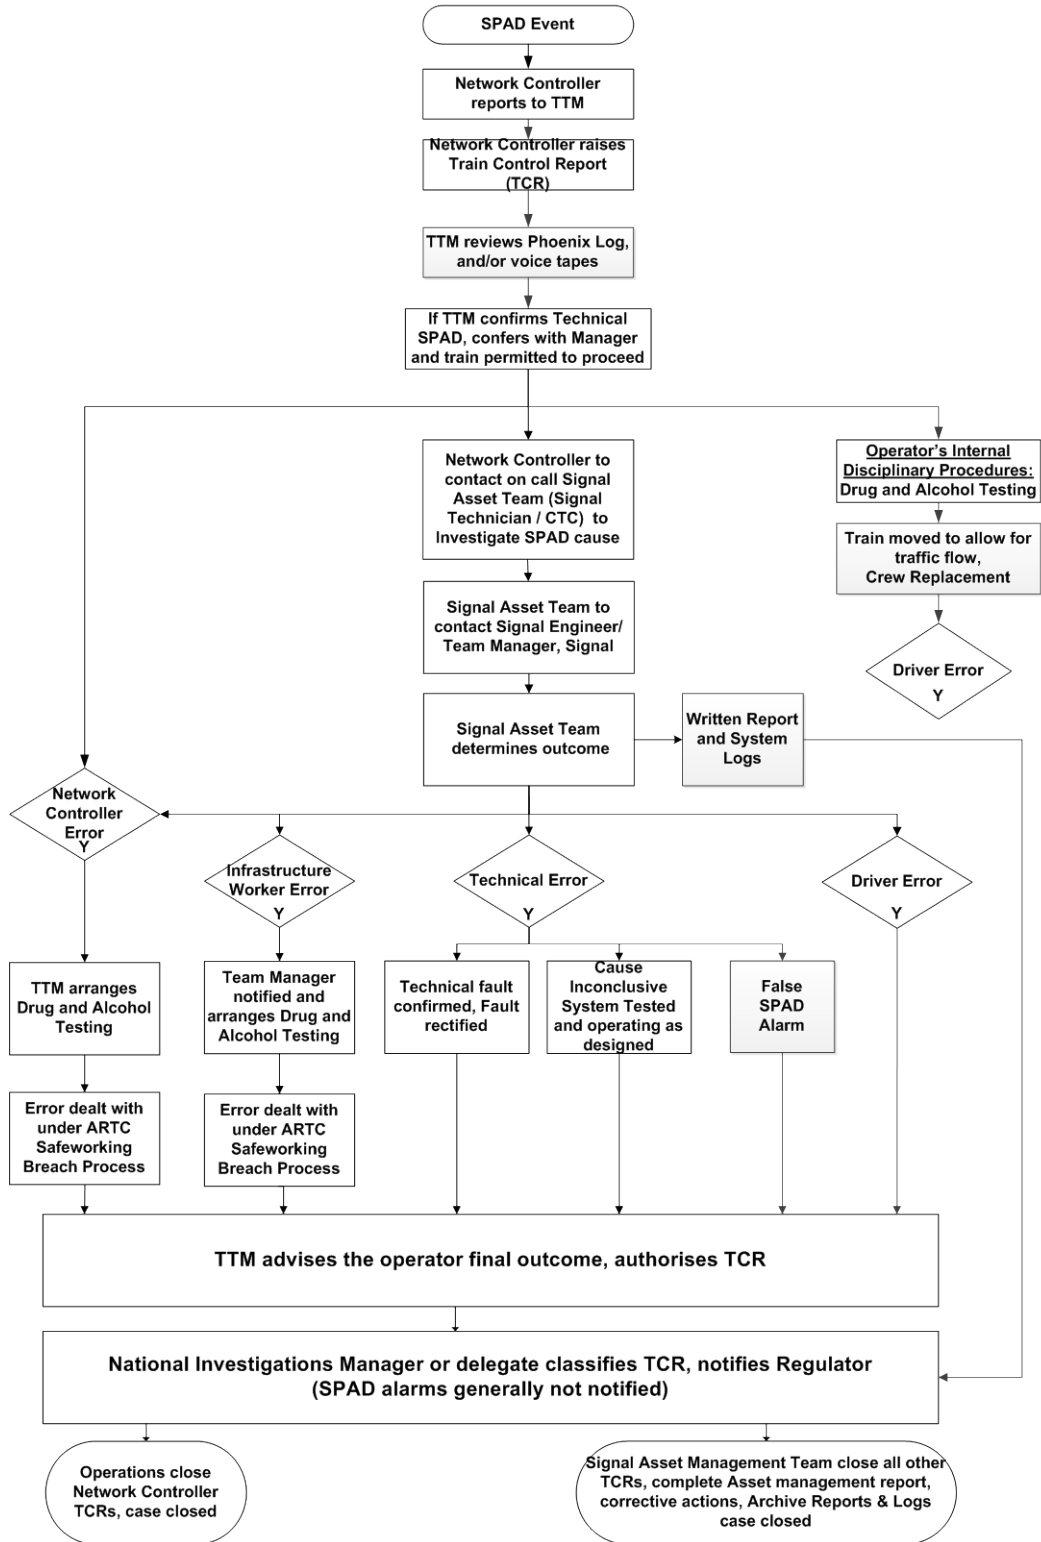 SPAD Event
Network Controller
reports to TTM
Network Controller raises
Train Control Report
(TCR)
TTM reviews Phoenix Log,
and/or voice tapes
If TTM confirms Technical
SPAD, confers with Manager
and train permitted to proceed
Network Controller to
contact on call Signal
Asset Team (Signal
Technician / CTC) to
Investigate SPAD cause
Operator's Internal
Disciplinary Procedures:
Drug and Alcohol Testing
Train moved to allow for
traffic flow,
Crew Replacement
Signal Asset Team to
contact Signal Engineer/
Team Manager, Signal
Driver Error
Y
Signal Asset Team
determines outcome
Written Report
and System
Logs
Network
Controller
Error
Y
Infrastructure
Worker Error
Y
Technical Error
Y
Driver Error
Y
TTM arranges
Drug and Alcohol
Testing
Team Manager
notified and
arranges Drug and
Alcohol Testing
Technical fault
confirmed, Fault
rectified
Cause
Inconclusive
System Tested
and operating as
designed
False
SPAD
Alarm
Error dealt with
under ARTC
Safeworking
Breach Process
Error dealt with
under ARTC
Safeworking
Breach Process
TTM advises the operator final outcome, authorises TCR
National Investigations Manager or delegate classifies TCR, notifies Regulator
(SPAD alarms generally not notified)
Operations close
Network Controller
TCRs, case closed
Signal Asset Management Team close all other
TCRs, complete Asset management report,
corrective actions, Archive Reports & Logs
case closed